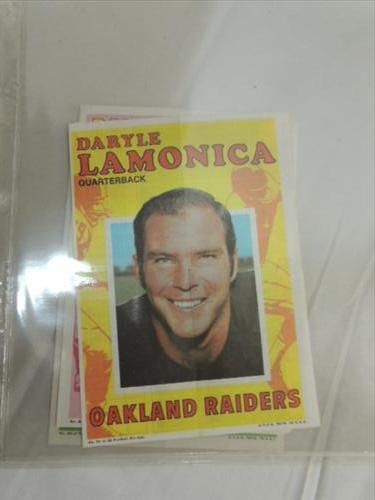 DARYLE
LAMONICA
QUARTERBACK
OAKLAND RAIDERS